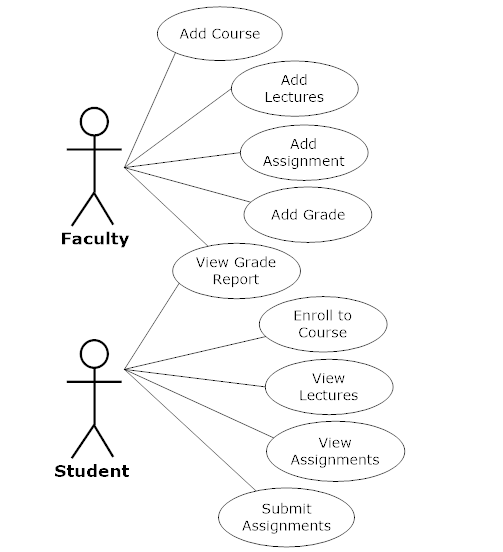 Add Course
Add
Lectures
Add
Assignment
Add Grade
Faculty
View Grade
Report
Enroll to
Course
View
Lectures
View
Assignments
Student
Submit
Assignments